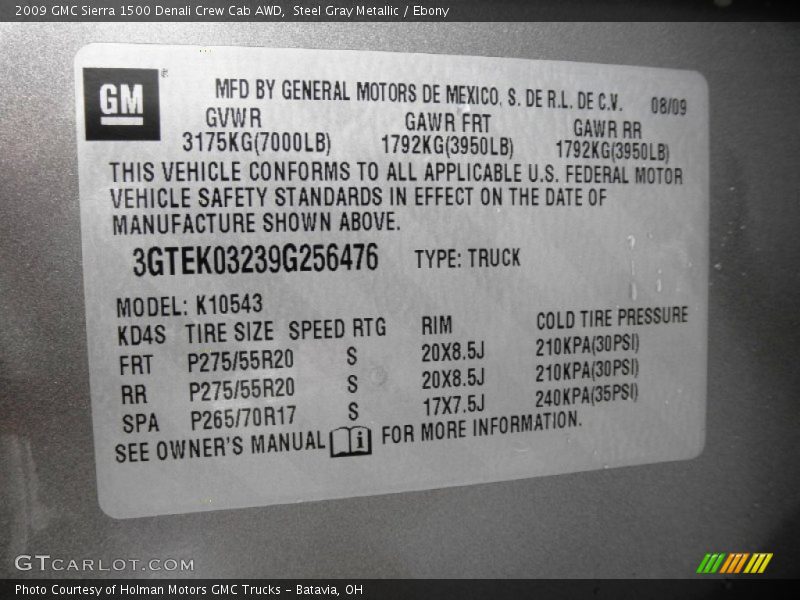 2009 GMC Sierra 1500 Denali Crew Cab AWD, Steel Gray Metallic / Ebony
GM
MFD BY GENERAL MOTORS DE MEXICO, S. DE R.L. DE C.V. 08/09
GVWR GAWR FRT GAWR RR
3175KG(7000LB) 1792KG(3950LB) 1792KG(3950LB)
THIS VEHICLE CONFORMS TO ALL APPLICABLE U.S. FEDERAL MOTOR
VEHICLE SAFETY STANDARDS IN EFFECT ON THE DATE OF
MANUFACTURE SHOWN ABOVE.
3GTEK03239G256476 TYPE: TRUCK
MODEL: K10543
KD4S TIRE SIZE SPEED RTG RIM COLD TIRE PRESSURE
FRT P275/55R20 S 20X8.5J 210KPA(30PSI)
RR P275/55R20 S 20X8.5J 210KPA(30PSI)
SPA P265/70R17 S 17X7.5J 240KPA(35PSI)
SEE OWNER'S MANUAL i FOR MORE INFORMATION.
GTCARLOT.COM
Photo Courtesy of Holman Motors GMC Trucks - Batavia, OH